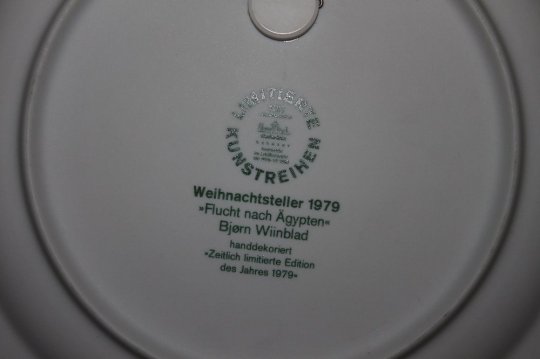 LIMITIERTE
KUNSTREIHEN
Weihnachtsteller 1979
»Flucht nach Ägypten«
Bjørn Wiinblad
handdekoriert
»Zeitlich limitierte Edition
des Jahres 1979»